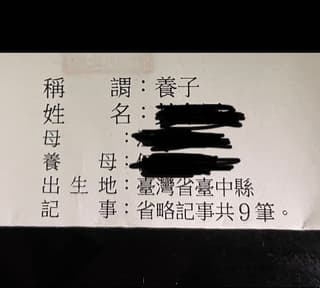 稱謂：養子
姓名：
母：
養母：
出生地：臺灣省臺中縣
記事：省略記事共9筆。